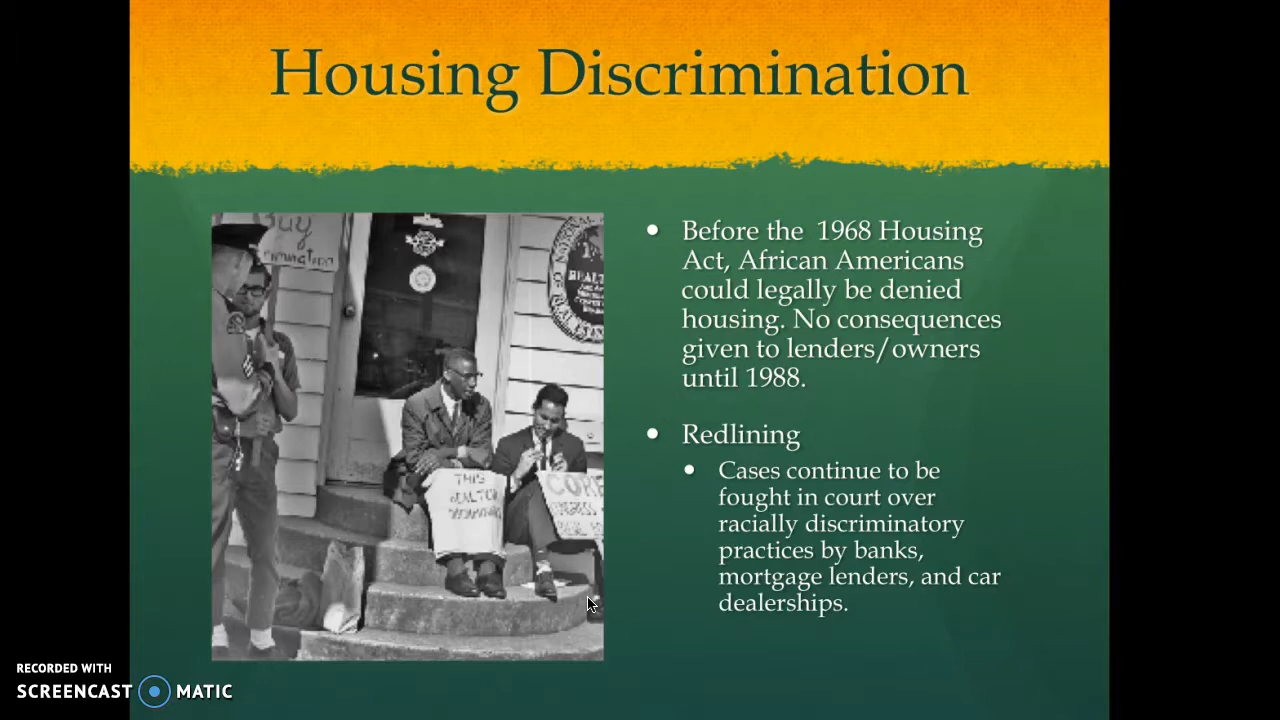 Housing Discrimination
Before the 1968 Housing
Act, African Americans
could legally be denied
housing. No consequences
given to lenders/owners
until 1988.
Redlining
Cases continue to be
fought in court over
racially discriminatory
practices by banks,
mortgage lenders, and car
dealerships.
THIS
CORE
RECORDED WITH
SCREENCAST MATIC